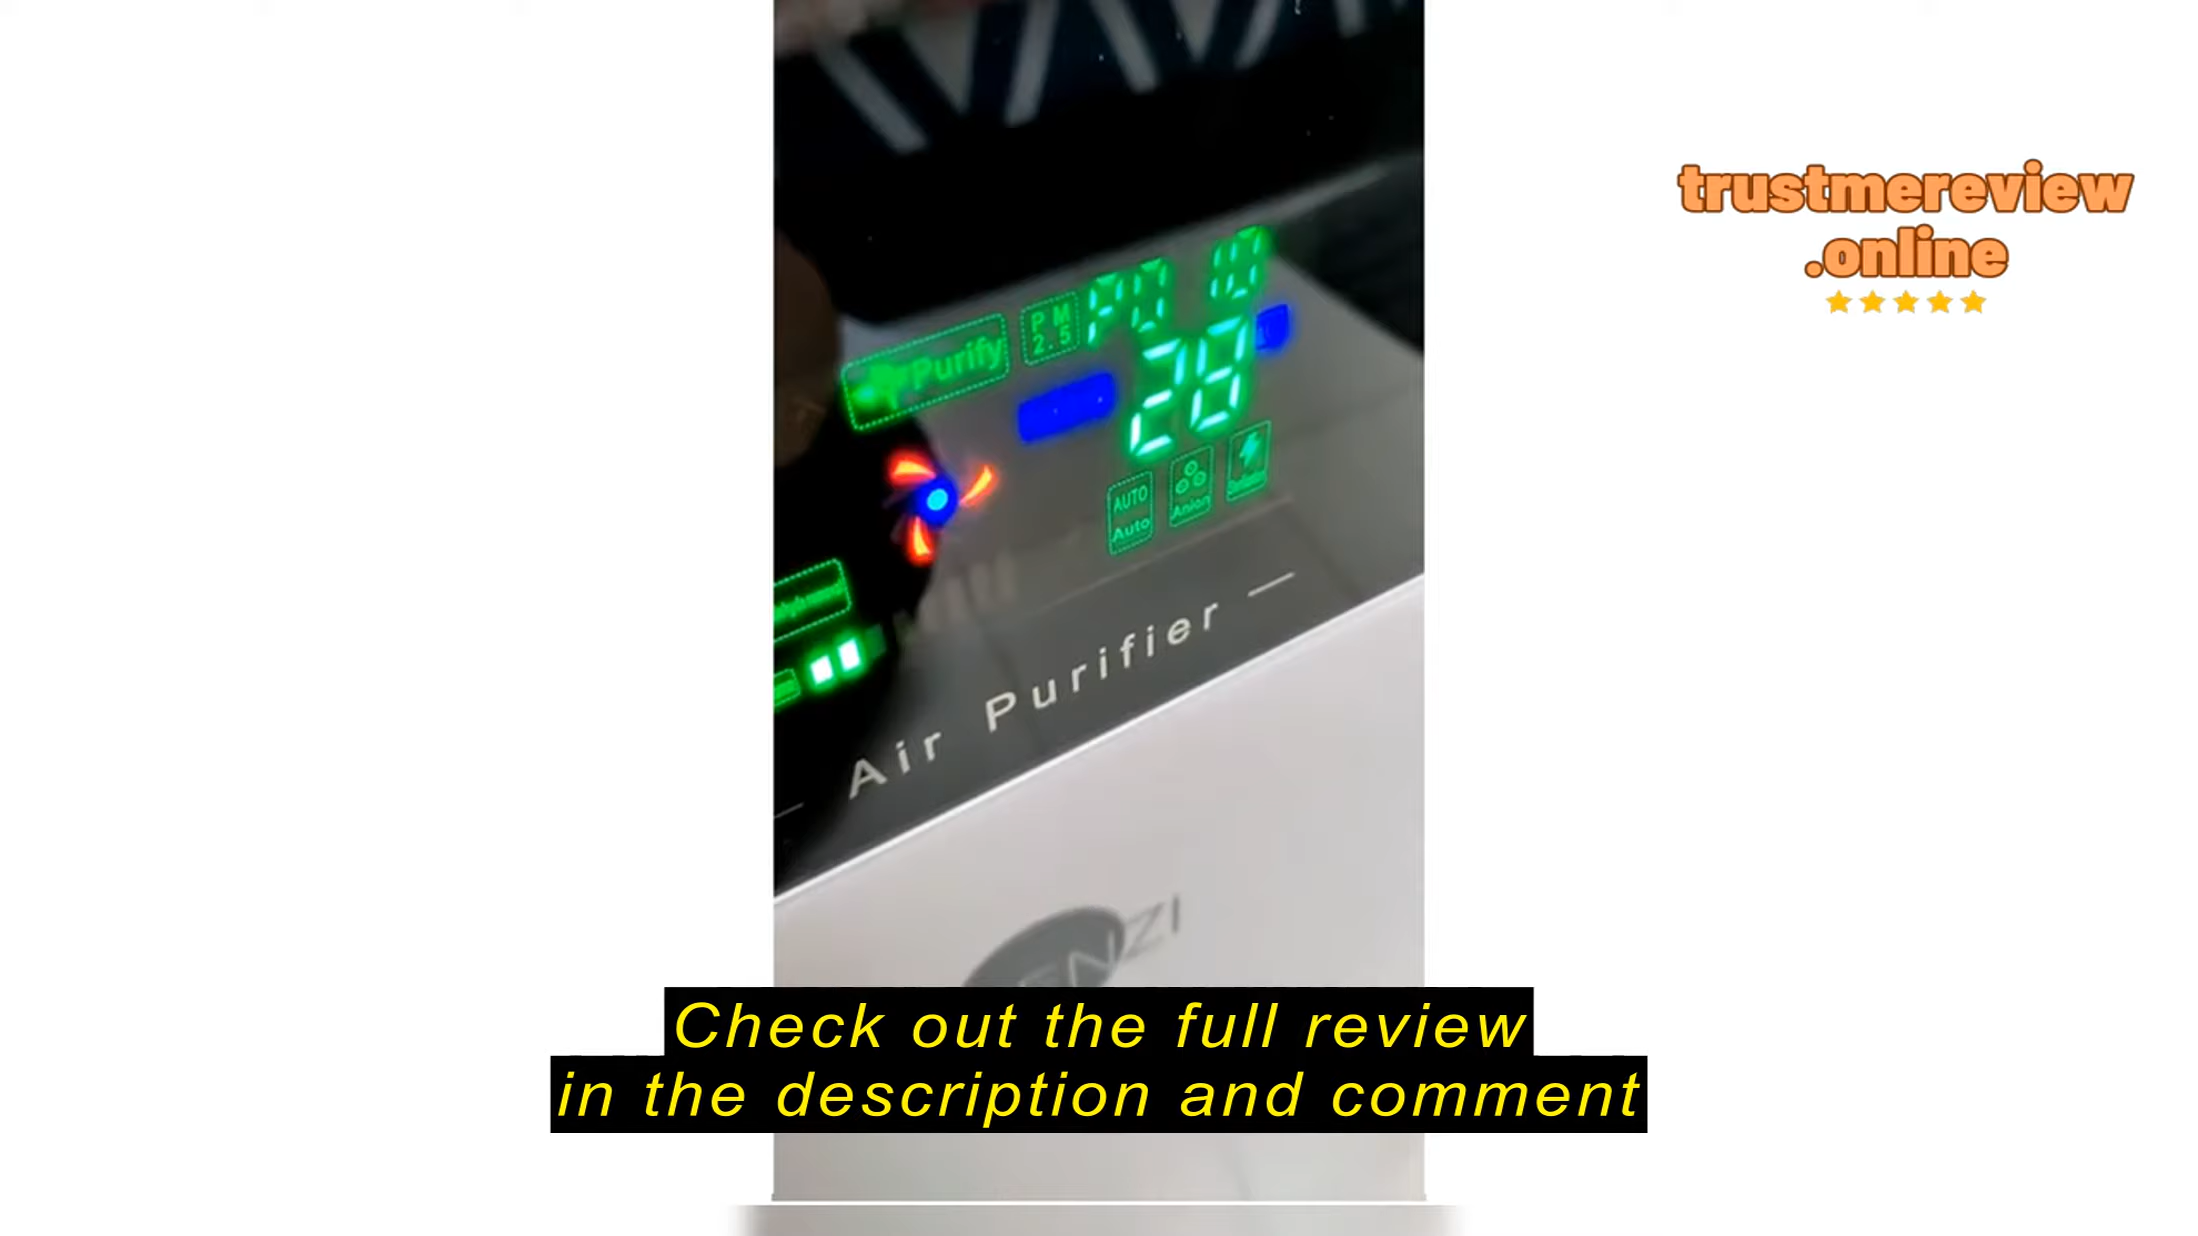 trustmereview
.online
Purify
PM
2.5
28
AUTO
Auto
Anion
Air Purifier
Check out the full review
in the description and comment